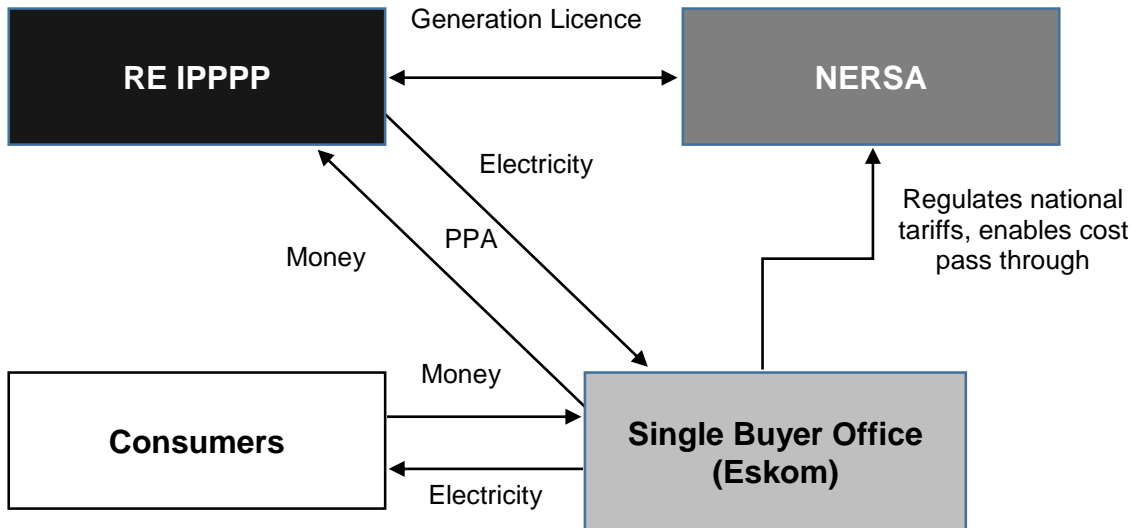 Generation Licence
RE IPPPP
NERSA
Electricity
PPA
Money
Regulates national
tariffs, enables cost
pass through
Money
Consumers
Single Buyer Office
(Eskom)
Electricity